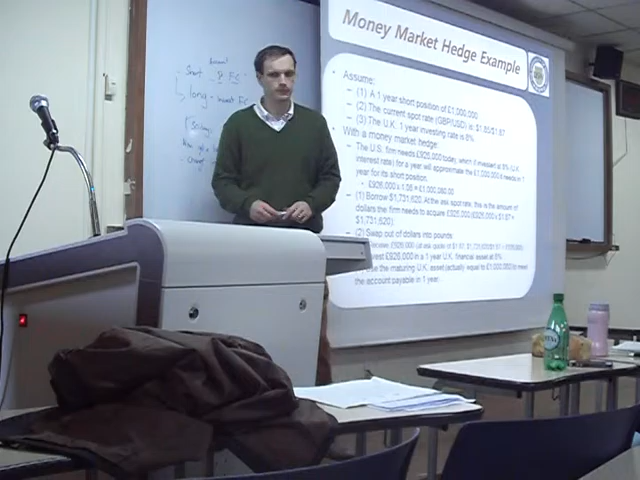 Money Market Hedge Example
• Assume:
– (1) A 1 year short position of £1,000,000
– (2) The current spot rate (GBP/USD) is: $1.85/$1.87
– (3) The U.K. 1 year investing rate is 8%
• With a money market hedge:
– The U.S. firm needs £926,000 today, which if invested at 8% (U.K.
interest rate) for a year will approximate the £1,000,000 it needs in 1
year for its short position.
• £926,000 x 1.08 = £1,000,080.00
– (1) Borrow $1,731,620. At the ask spot rate, this is the amount of
dollars the firm needs to acquire £926,000 (£926,000 x $1.87 =
$1,731,620)
– (2) Swap out of dollars into pounds:
£926,000 in a 1 year U.K. financial asset at 8%
the maturing U.K. asset (actually equal to £1,000,080) to meet
the account payable in 1 year.
Short
long